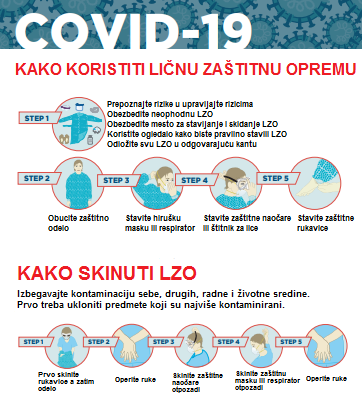 COVID-19
KAKO KORISTITI LIČNU ZAŠTITNU OPREMU
STEP 1
Prepoznajte rizike u upravijajte rizicima
Obezbedite neophodnu LZO
Obezbedite mesto za stavijanje i skidanje LZO
Koristite ogledalo kako biste pravilno stavili LZO
Odložite svu LZO u odgovarajuću kantu
STEP 2
STEP 3
STEP 4
STEP 5
Obucite zaštitno
odelo
Stavite hirušku
masku ili respirator
Stavite zaštitne naočare
ili štitnik za lice
Stavite zaštitne
rukavice
KAKO SKINUTI LZO
Izbegavajte kontaminaciju sebe, drugih, radne i životne sredine.
Prvo treba ukloniti predmete koji su najviše kontaminirani.
STEP 1
STEP 2
STEP 3
STEP 4
STEP 5
Prvo skinite
rukavice a zatim
odelo
Operite ruke
Skinite zaštitne
naočare
otpozadi
Skinite zaštitnu
masku ili respirator
otpozadi
Operite ruke